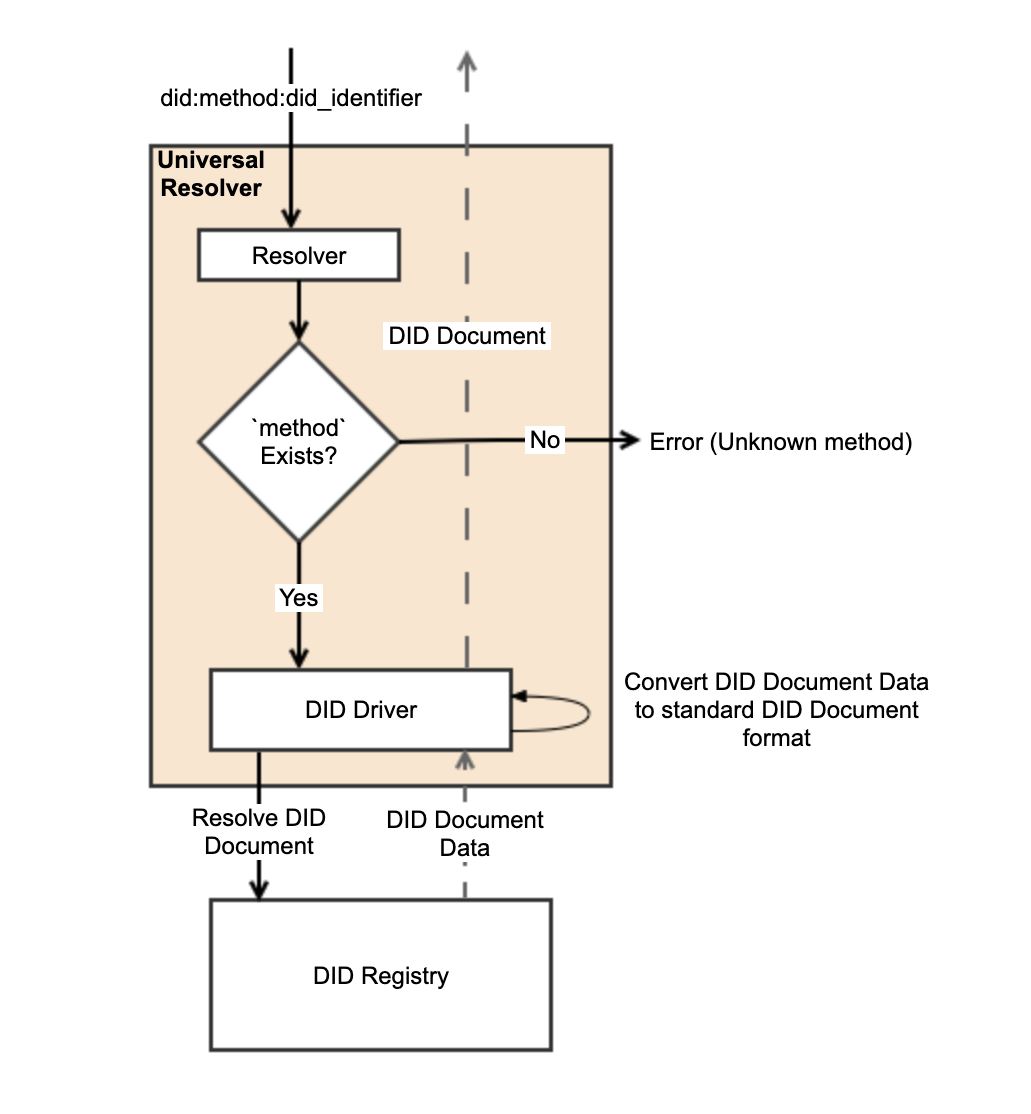 did:method:did_identifier
Universal
Resolver
Resolver
DID Document
`method`
Exists?
No
Error (Unknown method)
Yes
DID Driver
Convert DID Document Data
to standard DID Document
format
Resolve DID
Document
DID Document
Data
DID Registry